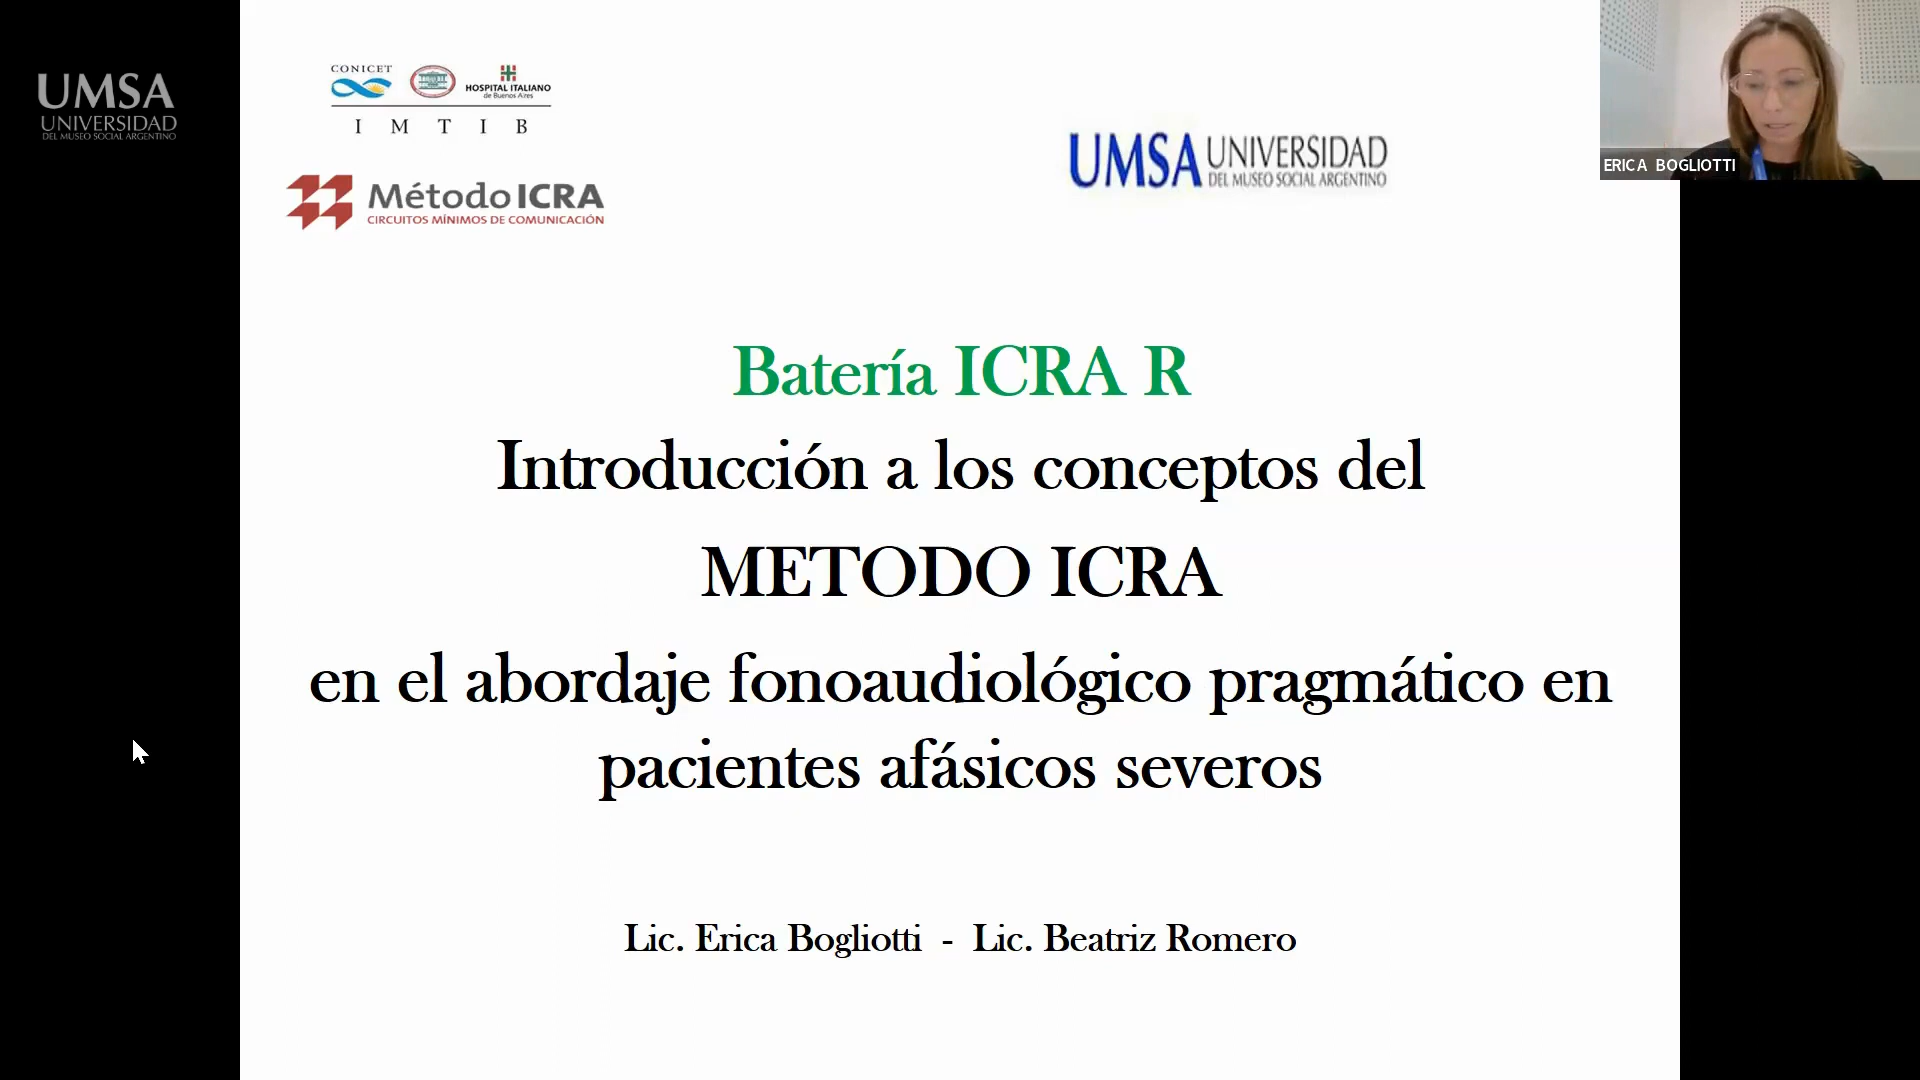 UMSA
UNIVERSIDAD
DEL MUSEO SOCIAL ARGENTINO
CONICET
HOSPITAL ITALIANO
de Buenos Aires
I M T I B
Método ICRA
CIRCUITOS MÍNIMOS DE COMUNICACIÓN
UMSA UNIVERSIDAD
DEL MUSEO SOCIAL ARGENTINO
ERICA BOGLIOTTI
Batería ICRA R
Introducción a los conceptos del
METODO ICRA
en el abordaje fonoaudiológico pragmático en
pacientes afásicos severos
Lic. Erica Bogliotti - Lic. Beatriz Romero